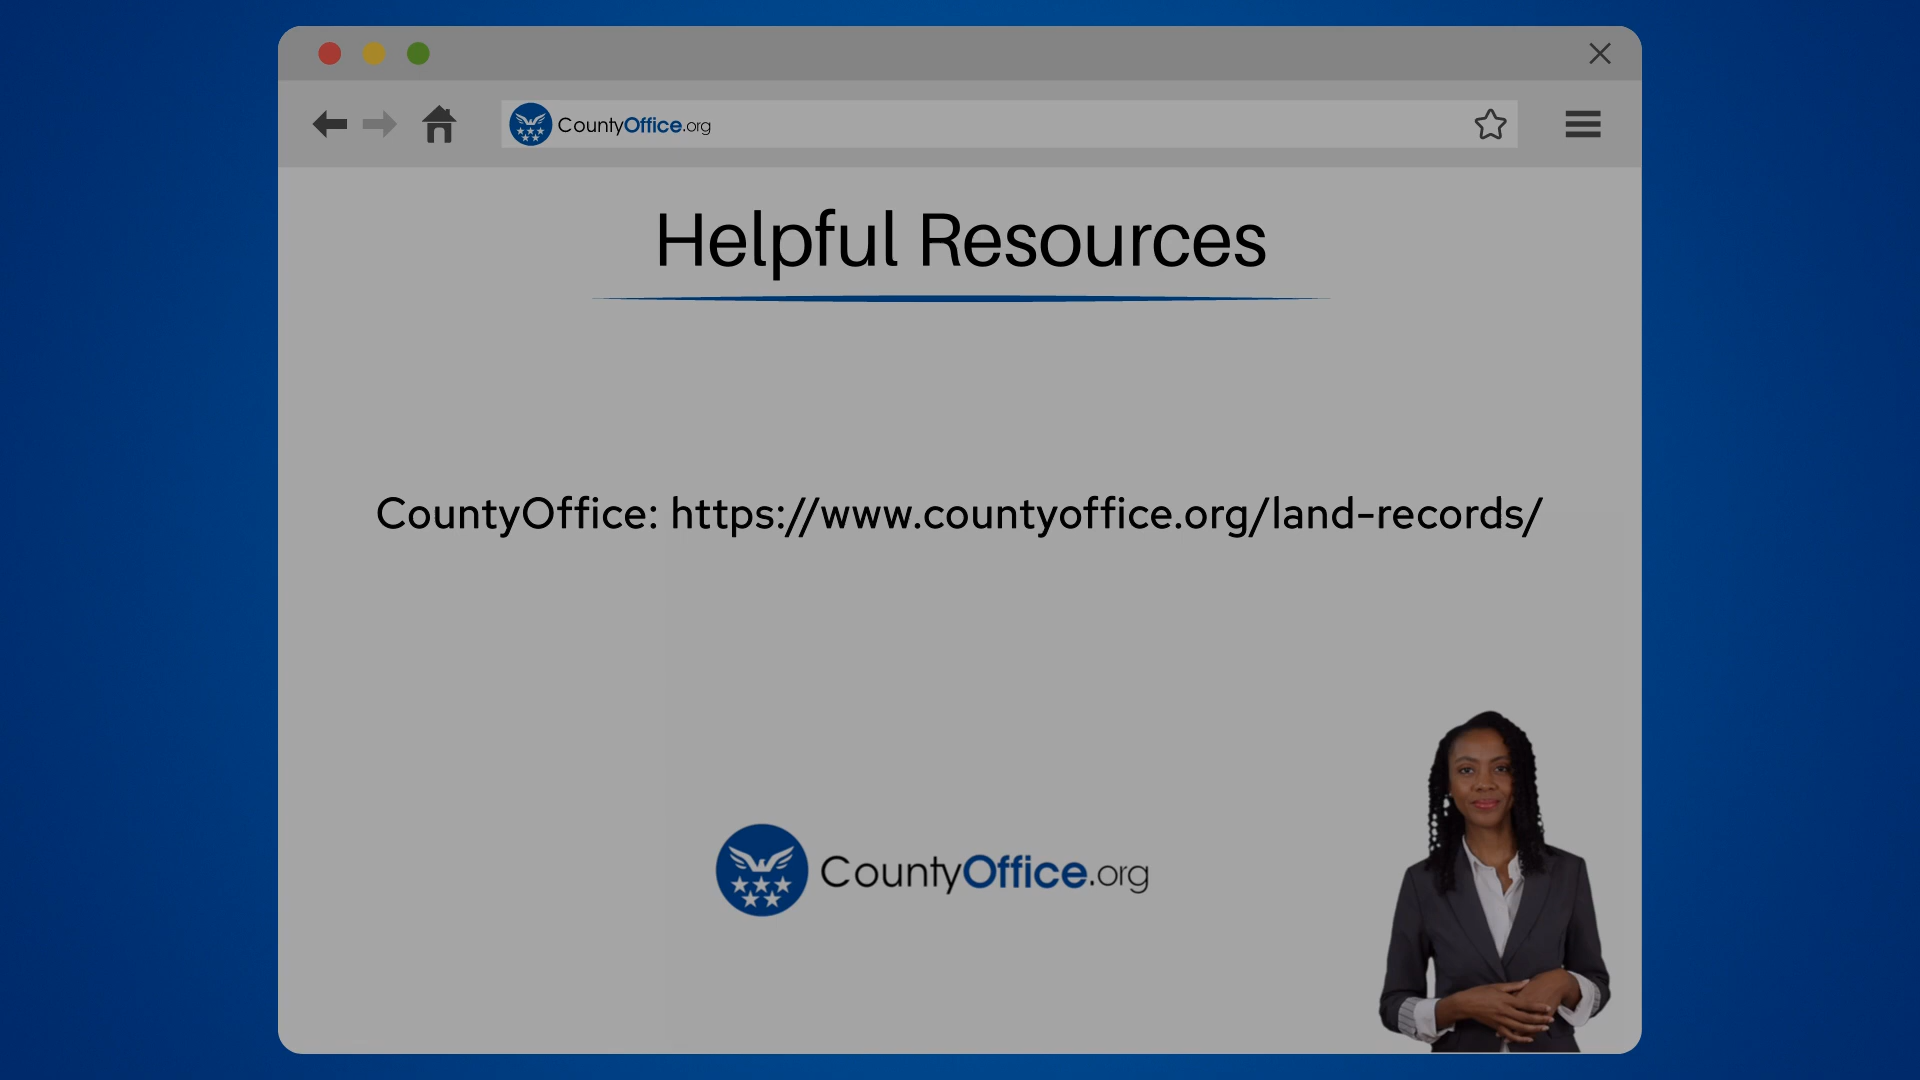 CountyOffice.org
Helpful Resources
CountyOffice: https://www.countyoffice.org/land-records/
CountyOffice.org